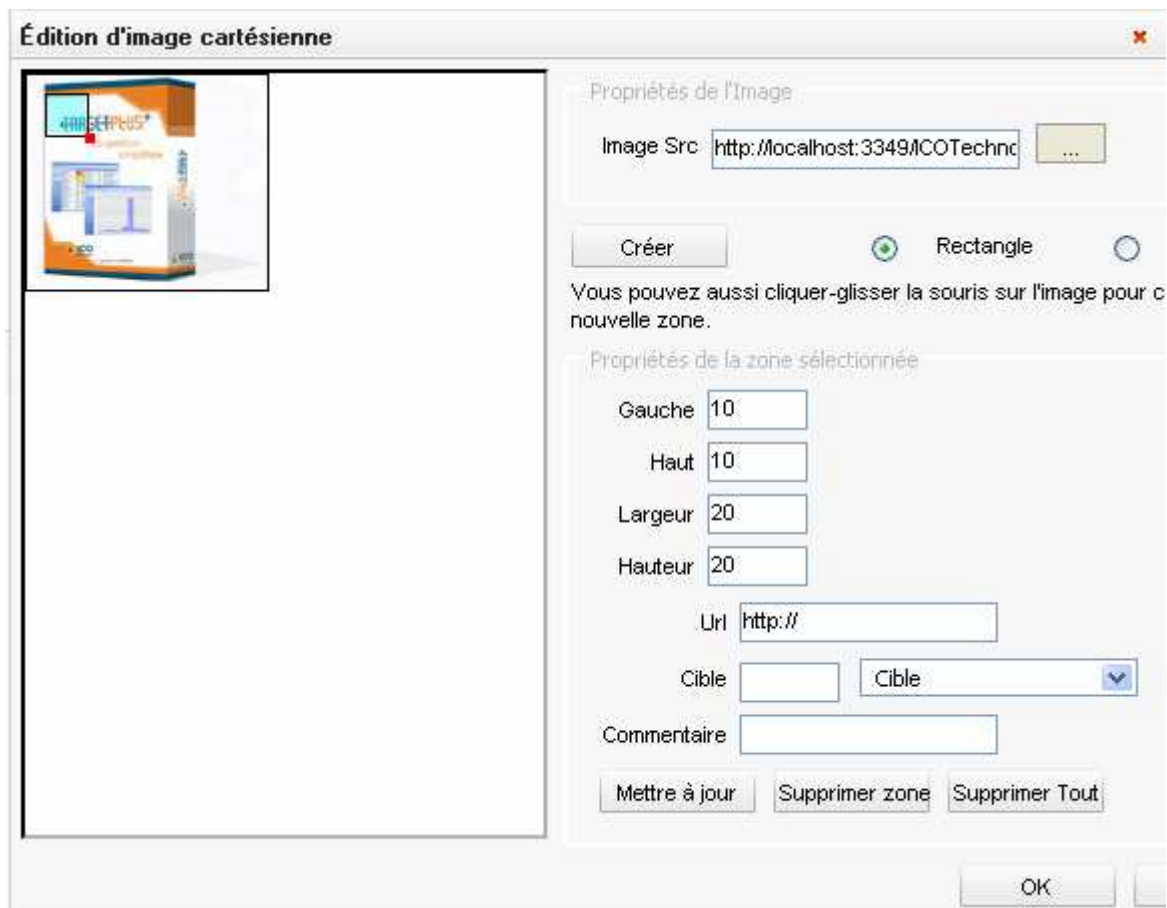 Édition d'image cartésienne
Propriétés de l'Image
Image Src http://localhost:3349/ICOTechno ...
Créer Rectangle
Vous pouvez aussi cliquer-glisser la souris sur l'image pour c
nouvelle zone.
Propriétés de la zone sélectionnée
Gauche 10
Haut 10
Largeur 20
Hauteur 20
Url http://
Cible Cible
Commentaire
Mettre à jour Supprimer zone Supprimer Tout
OK
ICO